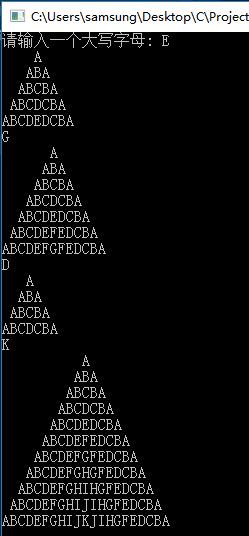 C:\Users\samsung\Desktop\C\Project
请输入一个大写字母: E
    A
   ABA
  ABCBA
 ABCDCBA
ABCDEDCBA
G
      A
     ABA
    ABCBA
   ABCDCBA
  ABCDEDCBA
 ABCDEFEDCBA
ABCDEFGFEDCBA
D
   A
  ABA
 ABCBA
ABCDCBA
K
          A
         ABA
        ABCBA
       ABCDCBA
      ABCDEDCBA
     ABCDEFEDCBA
    ABCDEFGFEDCBA
   ABCDEFGHGFEDCBA
  ABCDEFGHIHGFEDCBA
 ABCDEFGHIJIHGFEDCBA
ABCDEFGHIJKJIHGFEDCBA